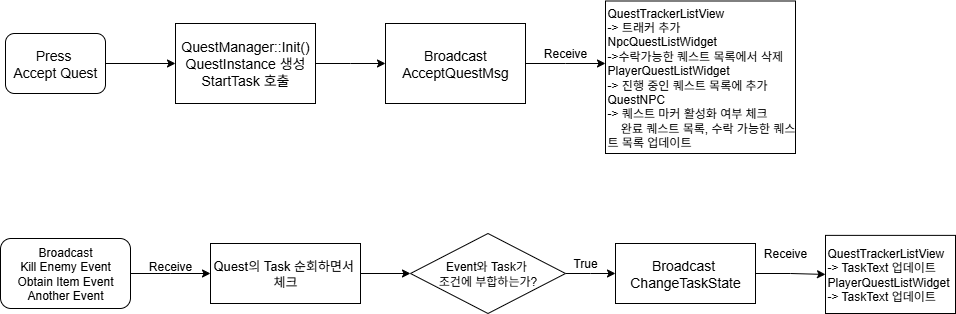 Press
Accept Quest
QuestManager::Init()
QuestInstance 생성
StartTask 호출
Broadcast
AcceptQuestMsg
Receive
QuestTrackerListView
-> 트래커 추가
NpcQuestListWidget
->수락가능한 퀘스트 목록에서 삭제
PlayerQuestListWidget
-> 진행 중인 퀘스트 목록에 추가
QuestNPC
-> 퀘스트 마커 활성화 여부 체크
완료 퀘스트 목록, 수락 가능한 퀘스
트 목록 업데이트
Broadcast
Kill Enemy Event
Obtain Item Event
Another Event
Receive
Quest의 Task 순회하면서
체크
Event와 Task가
조건에 부합하는가?
True
Broadcast
ChangeTaskState
Receive
QuestTrackerListView
-> TaskText 업데이트
PlayerQuestListWidget
-> TaskText 업데이트